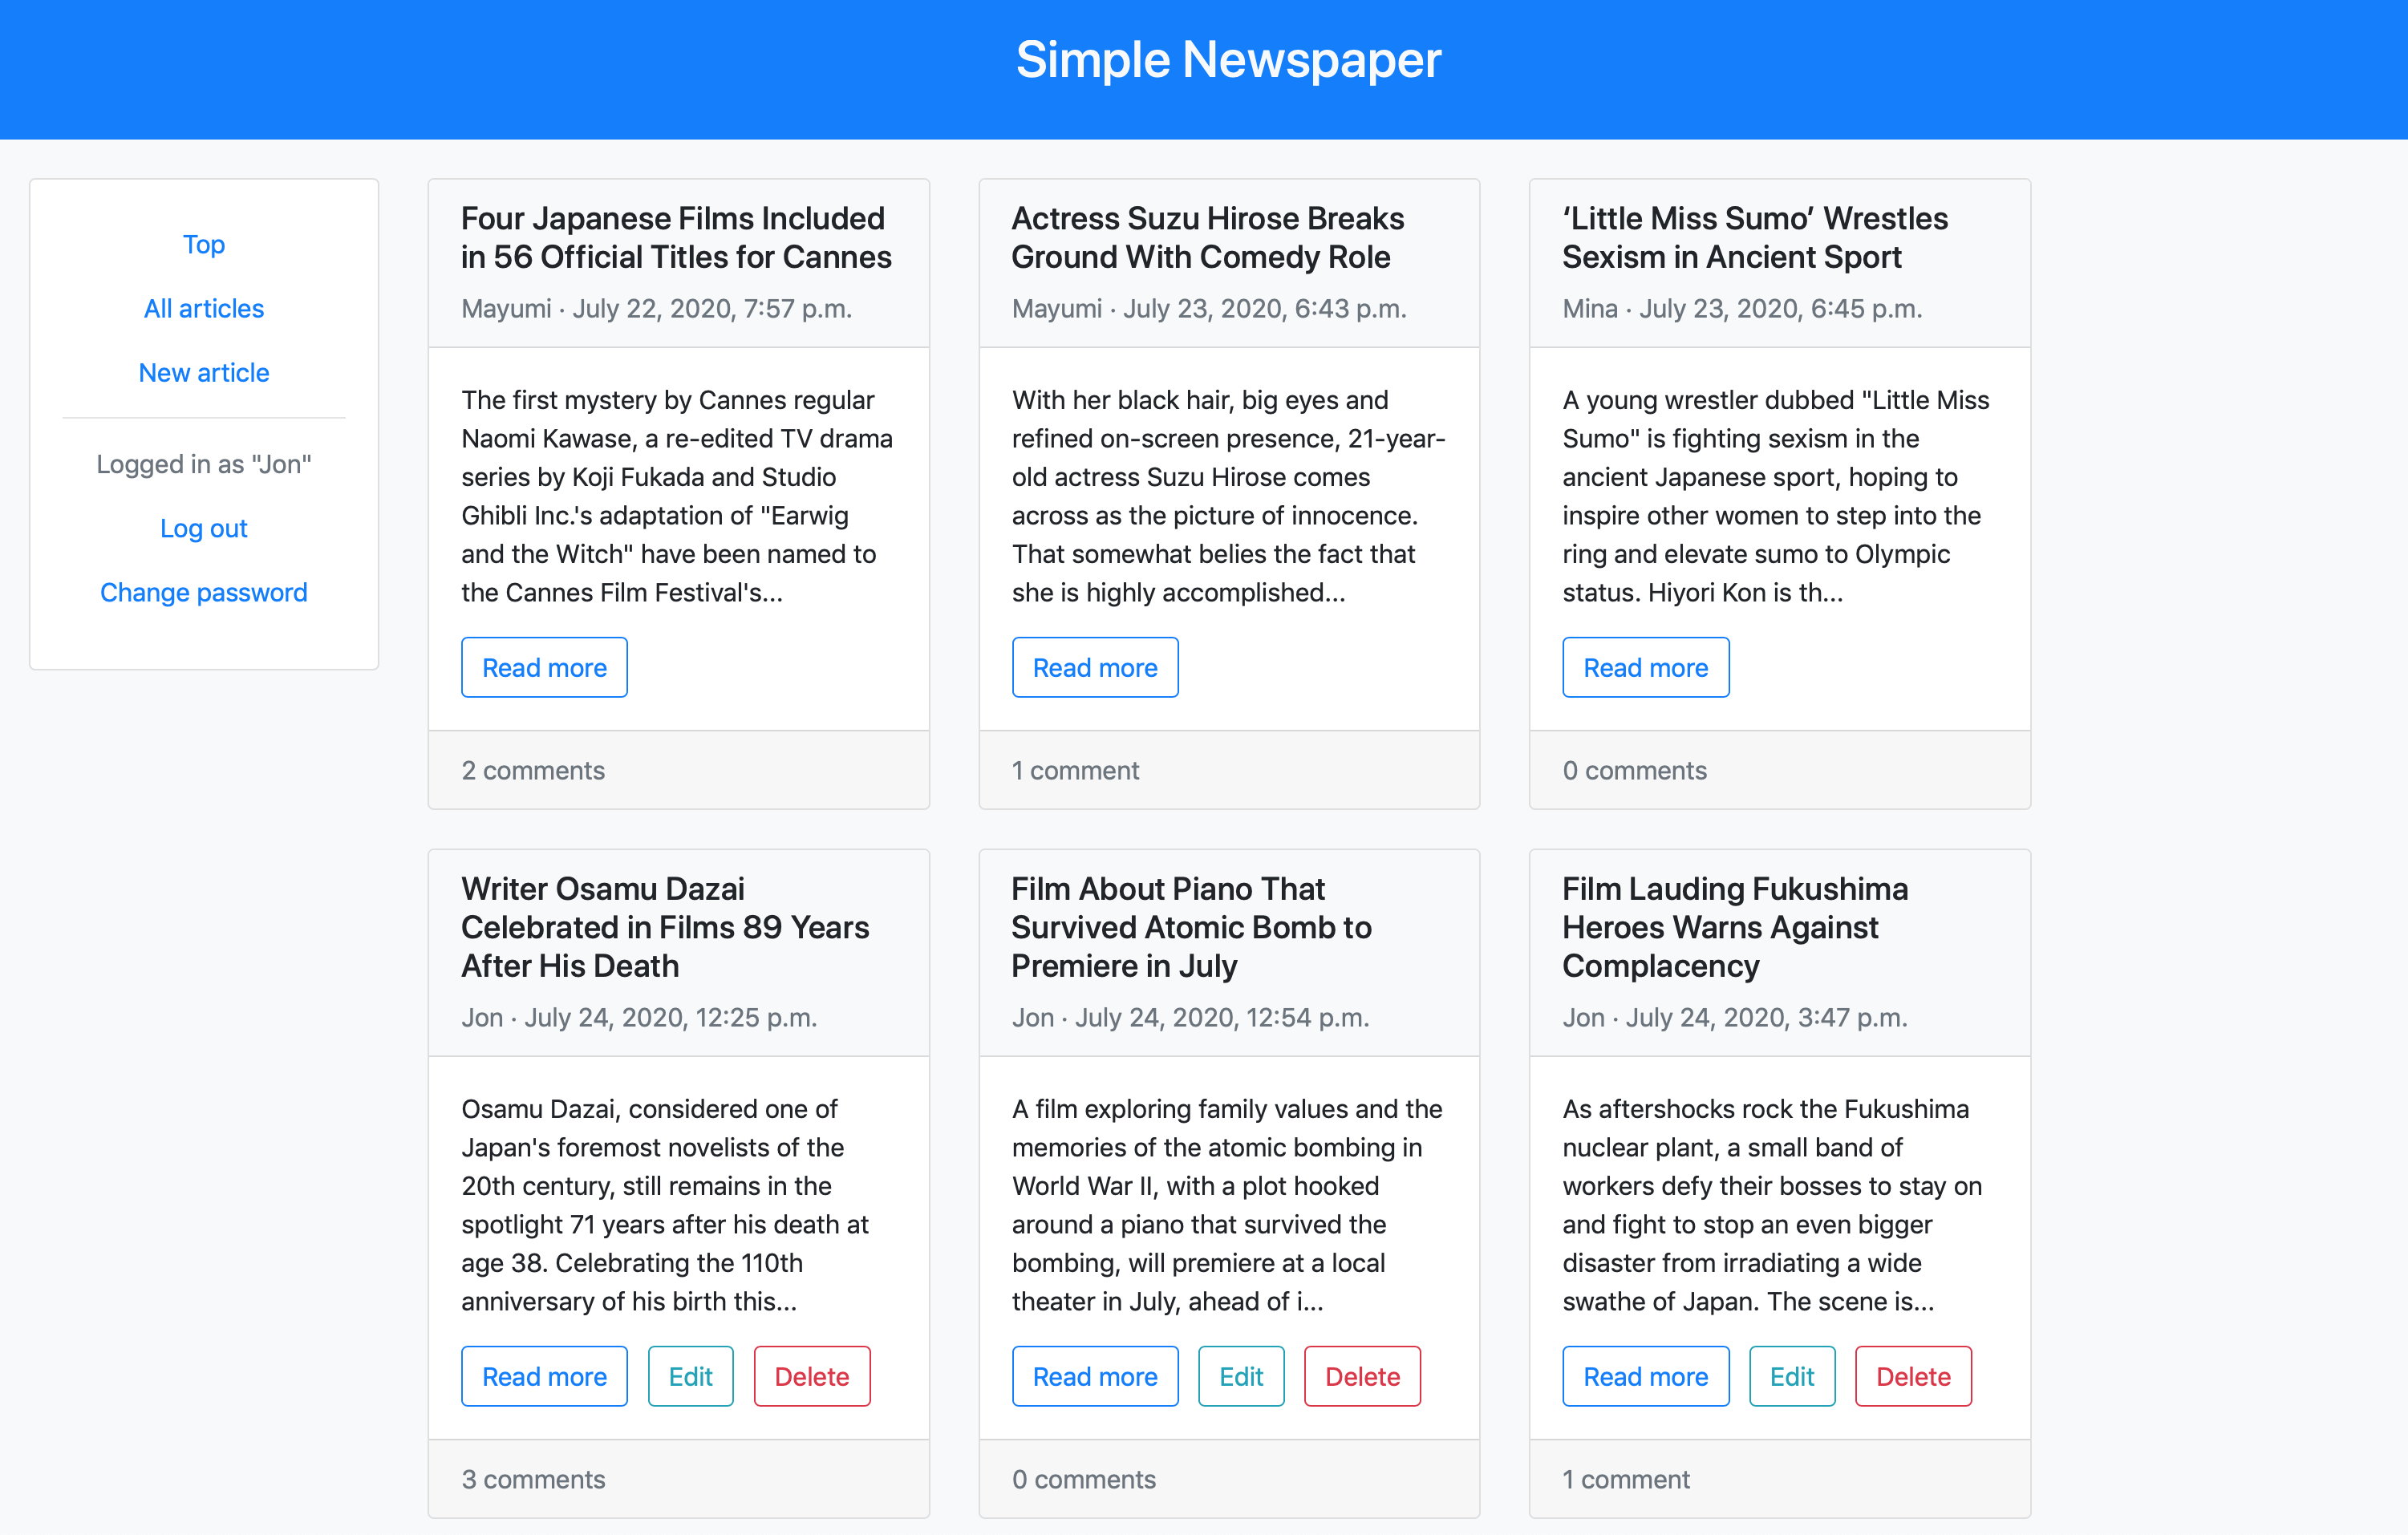 Simple Newspaper
Top
All articles
New article
Logged in as "Jon"
Log out
Change password
Four Japanese Films Included
in 56 Official Titles for Cannes
Mayumi · July 22, 2020, 7:57 p.m.
The first mystery by Cannes regular
Naomi Kawase, a re-edited TV drama
series by Koji Fukada and Studio
Ghibli Inc.'s adaptation of "Earwig
and the Witch" have been named to
the Cannes Film Festival's...
Read more
2 comments
Actress Suzu Hirose Breaks
Ground With Comedy Role
Mayumi · July 23, 2020, 6:43 p.m.
With her black hair, big eyes and
refined on-screen presence, 21-year-
old actress Suzu Hirose comes
across as the picture of innocence.
That somewhat belies the fact that
she is highly accomplished...
Read more
1 comment
‘Little Miss Sumo’ Wrestles
Sexism in Ancient Sport
Mina · July 23, 2020, 6:45 p.m.
A young wrestler dubbed "Little Miss
Sumo" is fighting sexism in the
ancient Japanese sport, hoping to
inspire other women to step into the
ring and elevate sumo to Olympic
status. Hiyori Kon is th...
Read more
0 comments
Writer Osamu Dazai
Celebrated in Films 89 Years
After His Death
Jon · July 24, 2020, 12:25 p.m.
Osamu Dazai, considered one of
Japan's foremost novelists of the
20th century, still remains in the
spotlight 71 years after his death at
age 38. Celebrating the 110th
anniversary of his birth this...
Read more Edit Delete
3 comments
Film About Piano That
Survived Atomic Bomb to
Premiere in July
Jon · July 24, 2020, 12:54 p.m.
A film exploring family values and the
memories of the atomic bombing in
World War II, with a plot hooked
around a piano that survived the
bombing, will premiere at a local
theater in July, ahead of i...
Read more Edit Delete
0 comments
Film Lauding Fukushima
Heroes Warns Against
Complacency
Jon · July 24, 2020, 3:47 p.m.
As aftershocks rock the Fukushima
nuclear plant, a small band of
workers defy their bosses to stay on
and fight to stop an even bigger
disaster from irradiating a wide
swathe of Japan. The scene is...
Read more Edit Delete
1 comment